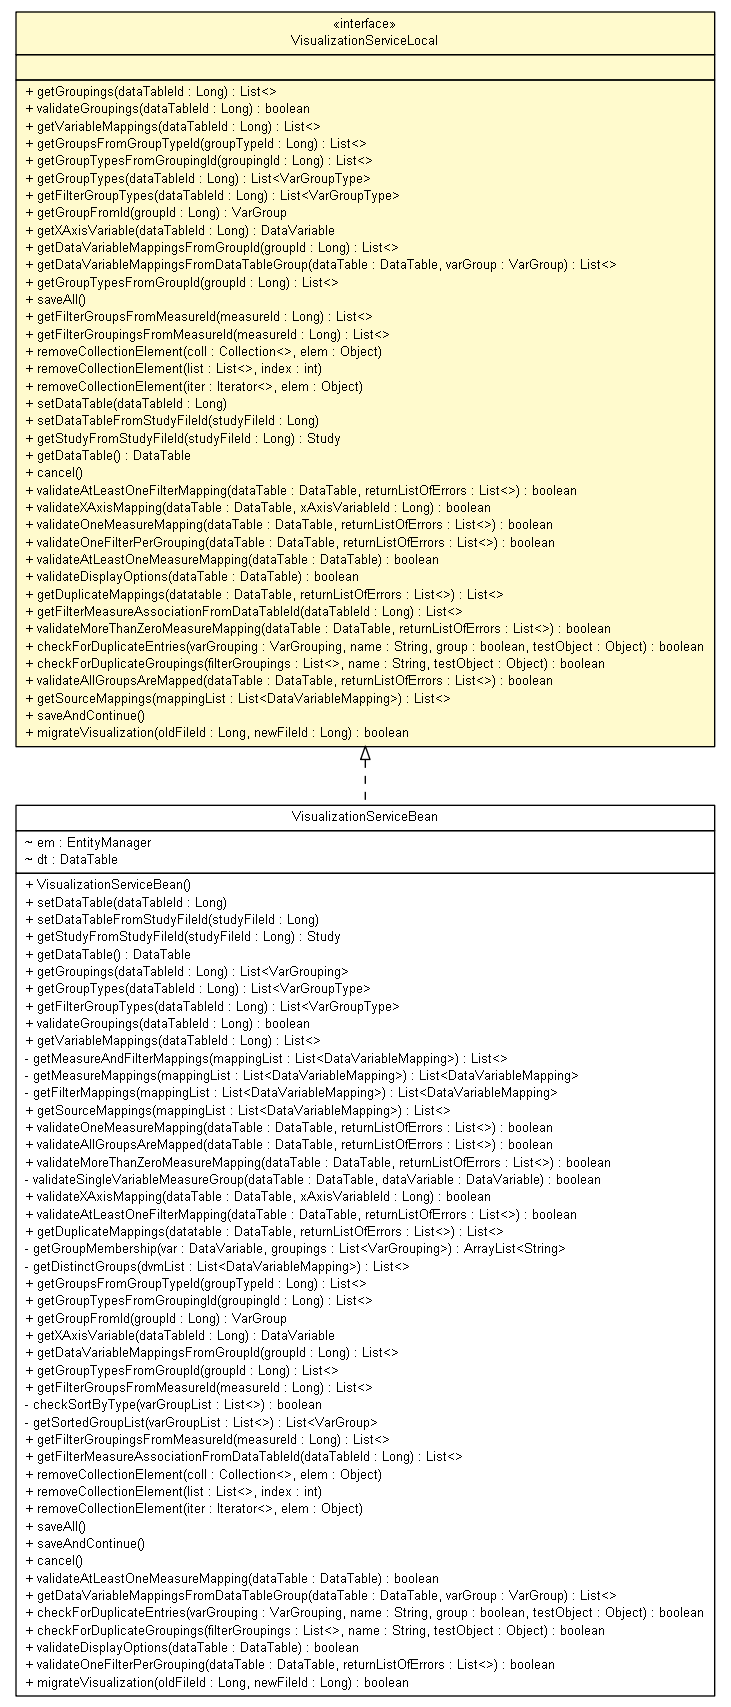 «interface»
VisualizationServiceLocal
+ getGroupings(dataTableId : Long) : List<>
+ validateGroupings(dataTableId : Long) : boolean
+ getVariableMappings(dataTableId : Long) : List<>
+ getGroupsFromGroupTypeId(groupTypeId : Long) : List<>
+ getGroupTypesFromGroupingId(groupingId : Long) : List<>
+ getGroupTypes(dataTableId : Long) : List<VarGroupType>
+ getFilterGroupTypes(dataTableId : Long) : List<VarGroupType>
+ getGroupFromId(groupId : Long) : VarGroup
+ getXAxisVariable(dataTableId : Long) : DataVariable
+ getDataVariableMappingsFromGroupId(groupId : Long) : List<>
+ getDataVariableMappingsFromDataTableGroup(dataTable : DataTable, varGroup : VarGroup) : List<>
+ getGroupTypesFromGroupId(groupId : Long) : List<>
+ saveAll()
+ getFilterGroupsFromMeasureId(measureId : Long) : List<>
+ getFilterGroupingsFromMeasureId(measureId : Long) : List<>
+ removeCollectionElement(coll : Collection<>, elem : Object)
+ removeCollectionElement(list : List<>, index : int)
+ removeCollectionElement(iter : Iterator<>, elem : Object)
+ setDataTable(dataTableId : Long)
+ setDataTableFromStudyFileId(studyFileId : Long)
+ getStudyFromStudyFileId(studyFileId : Long) : Study
+ getDataTable() : DataTable
+ cancel()
+ validateAtLeastOneFilterMapping(dataTable : DataTable, returnListOfErrors : List<>) : boolean
+ validateXAxisMapping(dataTable : DataTable, xAxisVariableId : Long) : boolean
+ validateOneMeasureMapping(dataTable : DataTable, returnListOfErrors : List<>) : boolean
+ validateOneFilterPerGrouping(dataTable : DataTable, returnListOfErrors : List<>) : boolean
+ validateAtLeastOneMeasureMapping(dataTable : DataTable) : boolean
+ validateDisplayOptions(dataTable : DataTable) : boolean
+ getDuplicateMappings(datatable : DataTable, returnListOfErrors : List<>) : List<>
+ getFilterMeasureAssociationFromDataTableId(dataTableId : Long) : List<>
+ validateMoreThanZeroMeasureMapping(dataTable : DataTable, returnListOfErrors : List<>) : boolean
+ checkForDuplicateEntries(varGrouping : VarGrouping, name : String, group : boolean, testObject : Object) : boolean
+ checkForDuplicateGroupings(filterGroupings : List<>, name : String, testObject : Object) : boolean
+ validateAllGroupsAreMapped(dataTable : DataTable, returnListOfErrors : List<>) : boolean
+ getSourceMappings(mappingList : List<DataVariableMapping>) : List<>
+ saveAndContinue()
+ migrateVisualization(oldFileId : Long, newFileId : Long) : boolean
VisualizationServiceBean
~ em : EntityManager
~ dt : DataTable
+ VisualizationServiceBean()
+ setDataTable(dataTableId : Long)
+ setDataTableFromStudyFileId(studyFileId : Long)
+ getStudyFromStudyFileId(studyFileId : Long) : Study
+ getDataTable() : DataTable
+ getGroupings(dataTableId : Long) : List<VarGrouping>
+ getGroupTypes(dataTableId : Long) : List<VarGroupType>
+ getFilterGroupTypes(dataTableId : Long) : List<VarGroupType>
+ validateGroupings(dataTableId : Long) : boolean
+ getVariableMappings(dataTableId : Long) : List<>
- getMeasureAndFilterMappings(mappingList : List<DataVariableMapping>) : List<>
- getMeasureMappings(mappingList : List<DataVariableMapping>) : List<DataVariableMapping>
- getFilterMappings(mappingList : List<DataVariableMapping>) : List<DataVariableMapping>
+ getSourceMappings(mappingList : List<DataVariableMapping>) : List<>
+ validateOneMeasureMapping(dataTable : DataTable, returnListOfErrors : List<>) : boolean
+ validateAllGroupsAreMapped(dataTable : DataTable, returnListOfErrors : List<>) : boolean
+ validateMoreThanZeroMeasureMapping(dataTable : DataTable, returnListOfErrors : List<>) : boolean
- validateSingleVariableMeasureGroup(dataTable : DataTable, dataVariable : DataVariable) : boolean
+ validateXAxisMapping(dataTable : DataTable, xAxisVariableId : Long) : boolean
+ validateAtLeastOneFilterMapping(dataTable : DataTable, returnListOfErrors : List<>) : boolean
+ getDuplicateMappings(datatable : DataTable, returnListOfErrors : List<>) : List<>
- getGroupMembership(var : DataVariable, groupings : List<VarGrouping>) : ArrayList<String>
- getDistinctGroups(dvmList : List<DataVariableMapping>) : List<>
+ getGroupsFromGroupTypeId(groupTypeId : Long) : List<>
+ getGroupTypesFromGroupingId(groupingId : Long) : List<>
+ getGroupFromId(groupId : Long) : VarGroup
+ getXAxisVariable(dataTableId : Long) : DataVariable
+ getDataVariableMappingsFromGroupId(groupId : Long) : List<>
+ getGroupTypesFromGroupId(groupId : Long) : List<>
+ getFilterGroupsFromMeasureId(measureId : Long) : List<>
- checkSortByType(varGroupList : List<>) : boolean
- getSortedGroupList(varGroupList : List<>) : List<VarGroup>
+ getFilterGroupingsFromMeasureId(measureId : Long) : List<>
+ getFilterMeasureAssociationFromDataTableId(dataTableId : Long) : List<>
+ removeCollectionElement(coll : Collection<>, elem : Object)
+ removeCollectionElement(list : List<>, index : int)
+ removeCollectionElement(iter : Iterator<>, elem : Object)
+ saveAll()
+ saveAndContinue()
+ cancel()
+ validateAtLeastOneMeasureMapping(dataTable : DataTable) : boolean
+ getDataVariableMappingsFromDataTableGroup(dataTable : DataTable, varGroup : VarGroup) : List<>
+ checkForDuplicateEntries(varGrouping : VarGrouping, name : String, group : boolean, testObject : Object) : boolean
+ checkForDuplicateGroupings(filterGroupings : List<>, name : String, testObject : Object) : boolean
+ validateDisplayOptions(dataTable : DataTable) : boolean
+ validateOneFilterPerGrouping(dataTable : DataTable, returnListOfErrors : List<>) : boolean
+ migrateVisualization(oldFileId : Long, newFileId : Long) : boolean